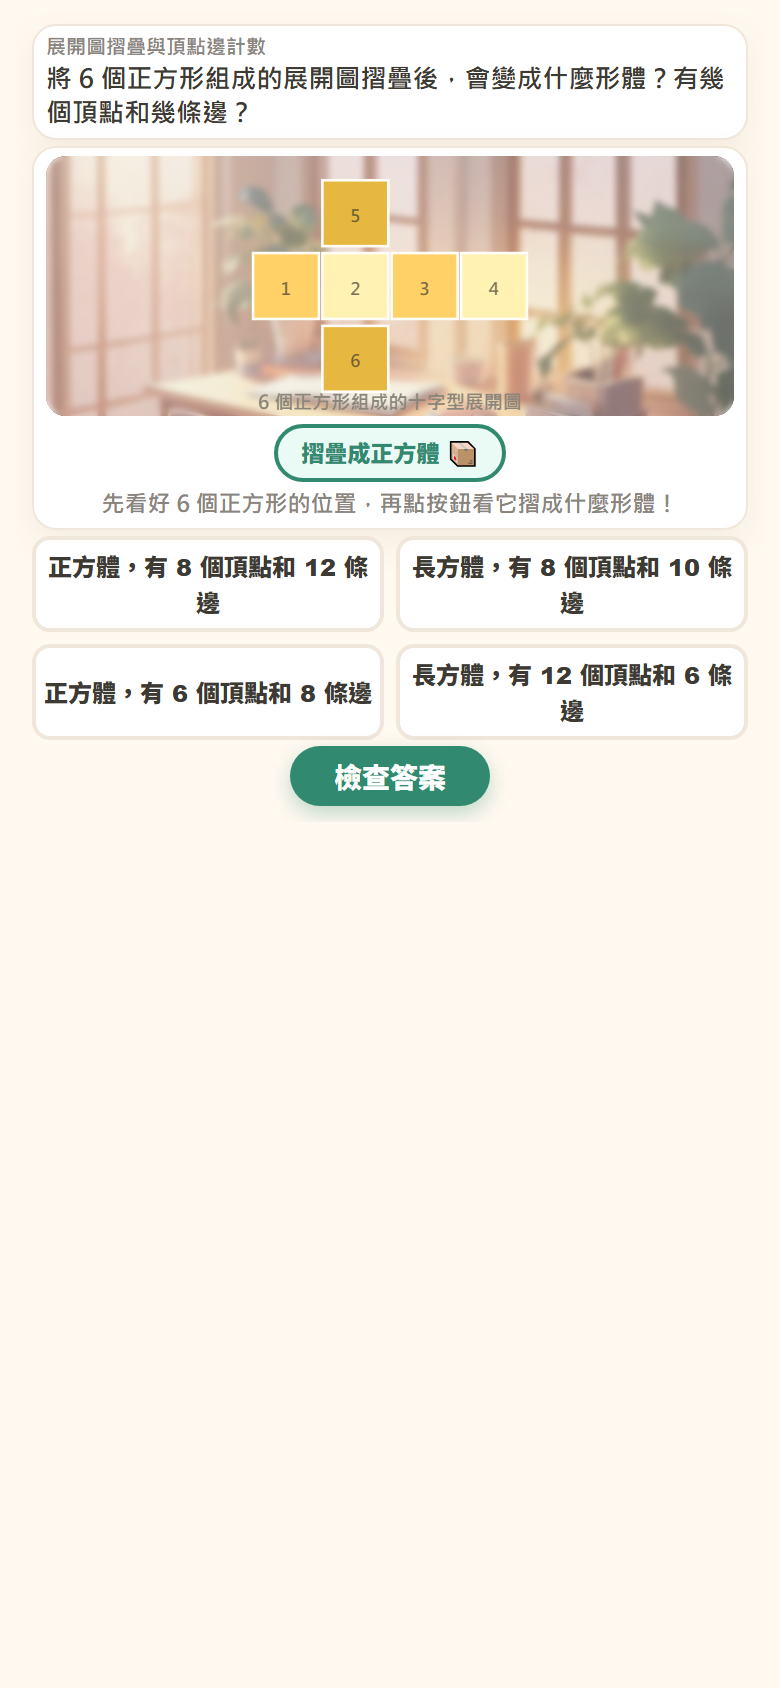 展開圖摺疊與頂點邊計數
將 6 個正方形組成的展開圖摺疊後，會變成什麼形體？有幾
個頂點和幾條邊？
5
1 2 3 4
6
6 個正方形組成的十字型展開圖
摺疊成正方體
先看好 6 個正方形的位置，再點按鈕看它摺成什麼形體！
正方體，有 8 個頂點和 12 條
邊
長方體，有 8 個頂點和 10 條
邊
正方體，有 6 個頂點和 8 條邊
長方體，有 12 個頂點和 6 條
邊
檢查答案